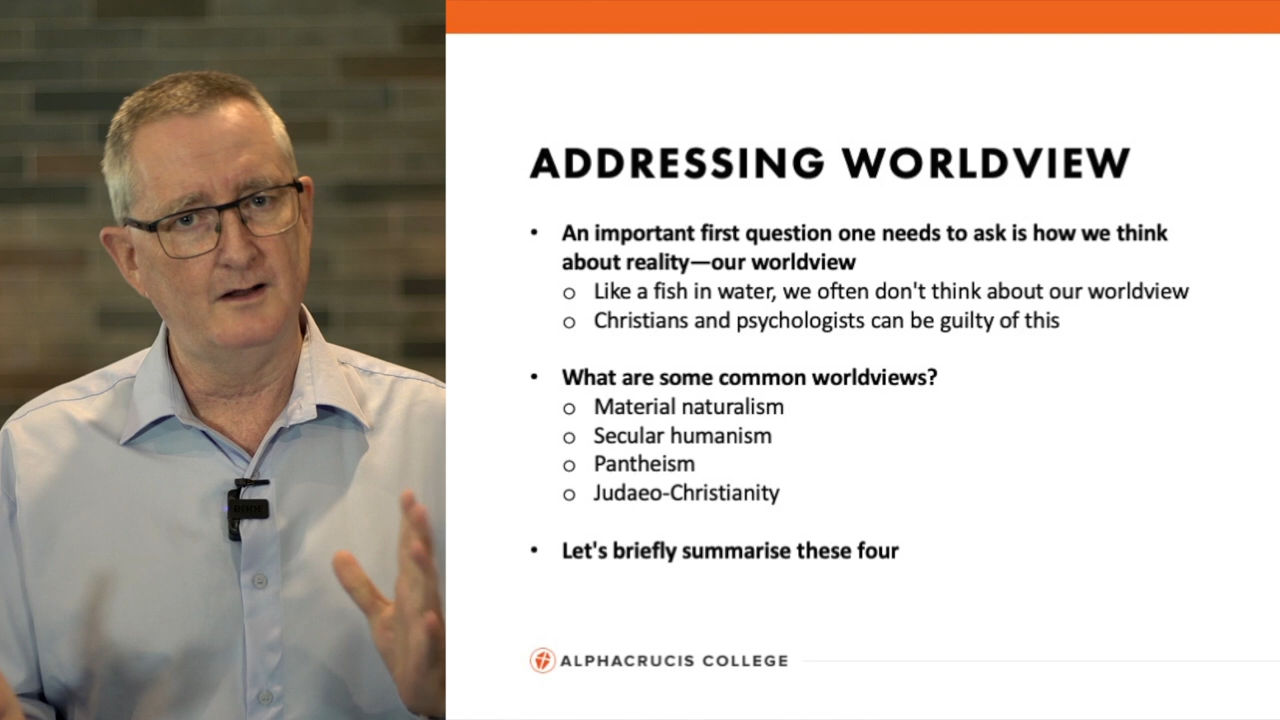 ADDRESSING WORLDVIEW
• An important first question one needs to ask is how we think
about reality—our worldview
o Like a fish in water, we often don't think about our worldview
o Christians and psychologists can be guilty of this
• What are some common worldviews?
o Material naturalism
o Secular humanism
o Pantheism
o Judaeo-Christianity
• Let's briefly summarise these four
ALPHACRUCIS COLLEGE